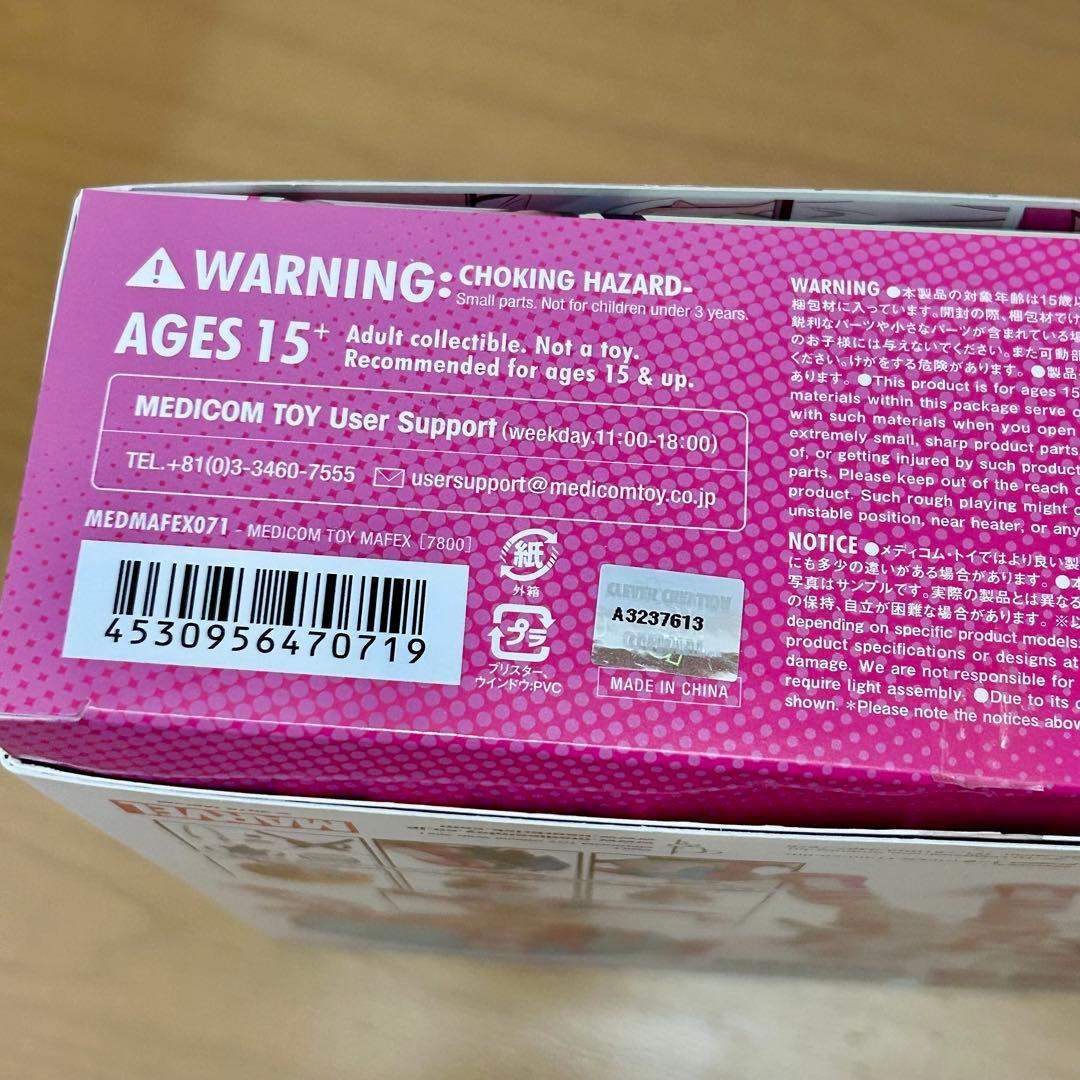 WARNING: CHOKING HAZARD-
Small parts. Not for children under 3 years.
AGES 15+ Adult collectible. Not a toy.
Recommended for ages 15 & up.
MEDICOM TOY User Support (weekday.11:00-18:00)
TEL.+81(0)3-3460-7555 usersupport@medicomtoy.co.jp
MEDMAFEX071 - MEDICOM TOY MAFEX [7800]
4530956470719
紙
外箱
プラ
ブリスター、
ウインドウ:PVC
CLEVER CREATION
A3237613
MADE IN CHINA
WARNING ●本製品の対象年齢は15歳以
梱包材に入っています。開封の際、梱包材でけ
鋭利なパーツや小さなパーツが含まれている場
のお子様には与えないでください。また可動部
ください。けがをする危険があります。 ●製品
あります。 ●This product is for ages 15
materials within this package serve o
with such materials when you open
extremely small, sharp product parts
of, or getting injured by such product
parts. Please keep out of the reach o
product. Such rough playing might c
unstable position, near heater, or any
NOTICE ●メディコム・トイではより良い製
にも多少の違いがある場合があります。 ●本
写真はサンプルです。実際の製品とは異なる
の保持、自立が困難な場合があります。 ※以
depending on specific product models
product specifications or designs at
damage. We are not responsible for
require light assembly. ●Due to its c
shown. *Please note the notices abov
MARVEL